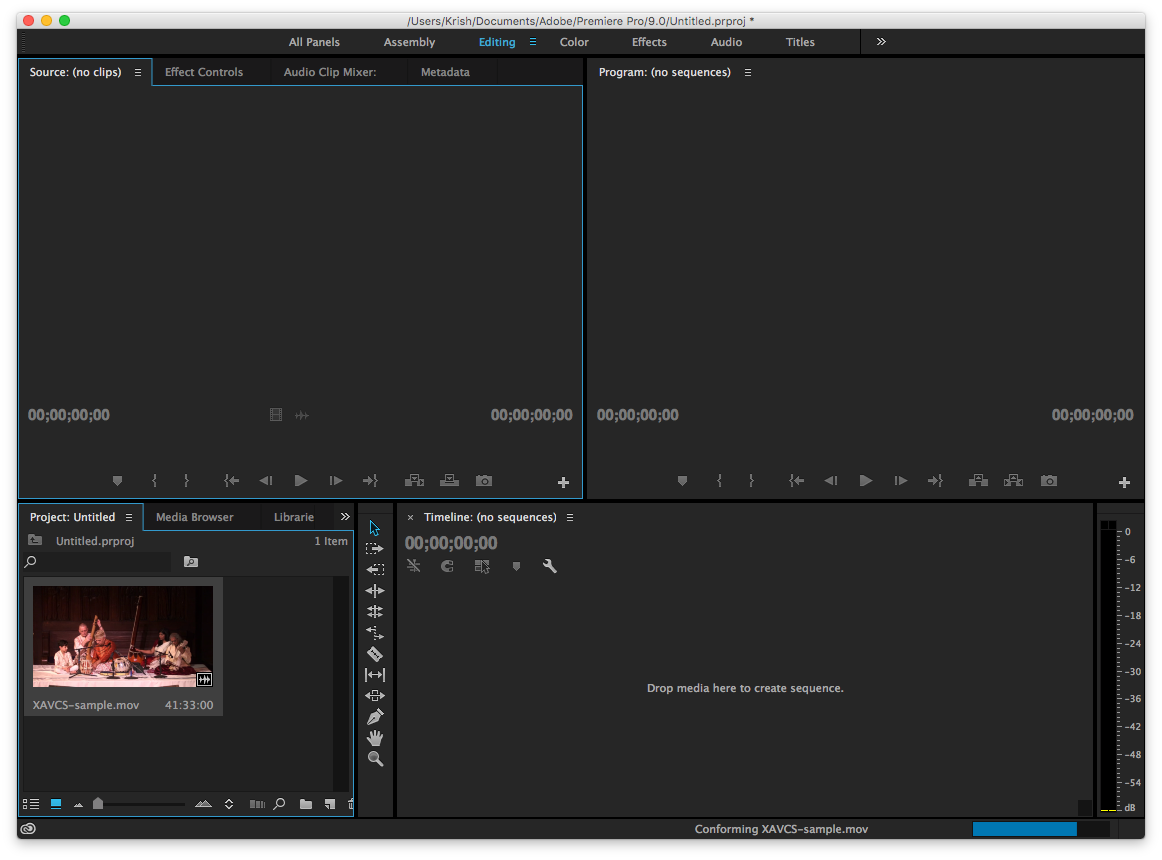 /Users/Krish/Documents/Adobe/Premiere Pro/9.0/Untitled.prproj *
All Panels Assembly Editing Color Effects Audio Titles
Source: (no clips) Effect Controls Audio Clip Mixer: Metadata
Program: (no sequences)
00;00;00;00 00;00;00;00
00;00;00;00 00;00;00;00
Project: Untitled Media Browser Librarie
Untitled.prproj 1 Item
XAVCS-sample.mov 41:33:00
Timeline: (no sequences)
00;00;00;00
Drop media here to create sequence.
0
-6
-12
-18
-24
-30
-36
-42
-48
-54
dB
Conforming XAVCS-sample.mov